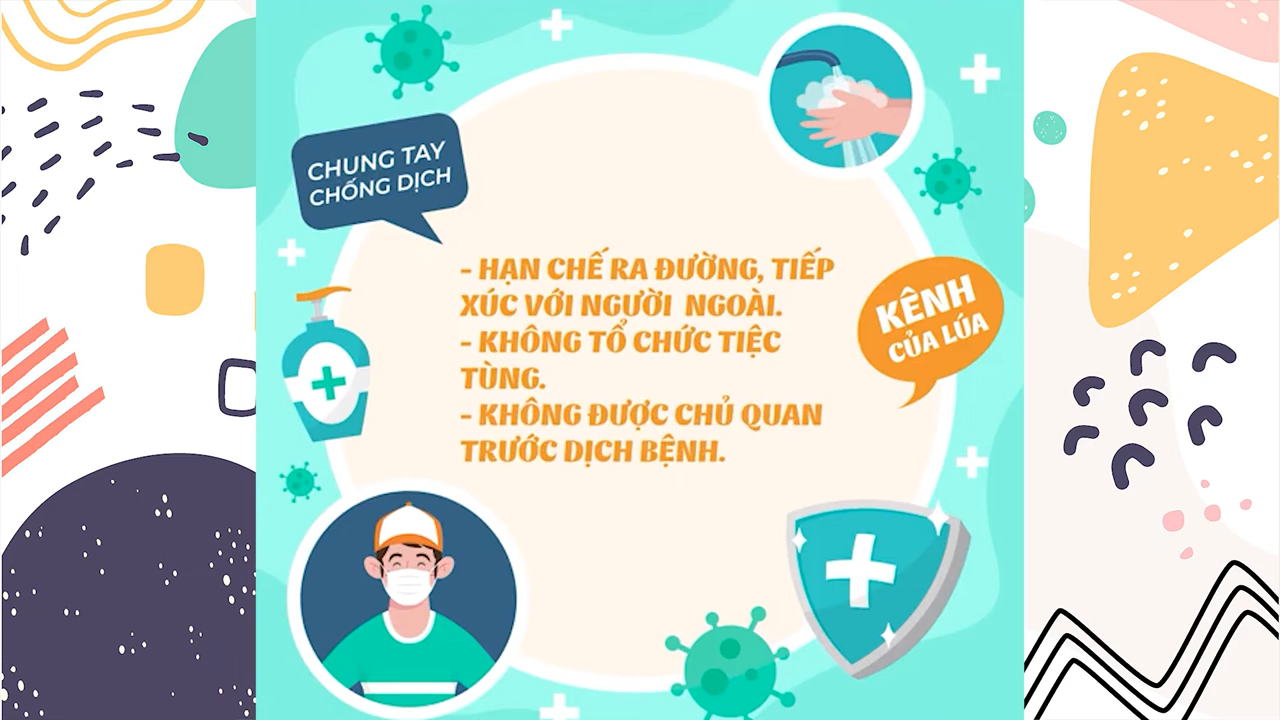 CHUNG TAY
CHỐNG DỊCH
- HẠN CHẾ RA ĐƯỜNG, TIẾP
XÚC VỚI NGƯỜI NGOÀI.
- KHÔNG TỔ CHỨC TIỆC
TÙNG.
- KHÔNG ĐƯỢC CHỦ QUAN
TRƯỚC DỊCH BỆNH.
KÊNH
CỦA LÚA